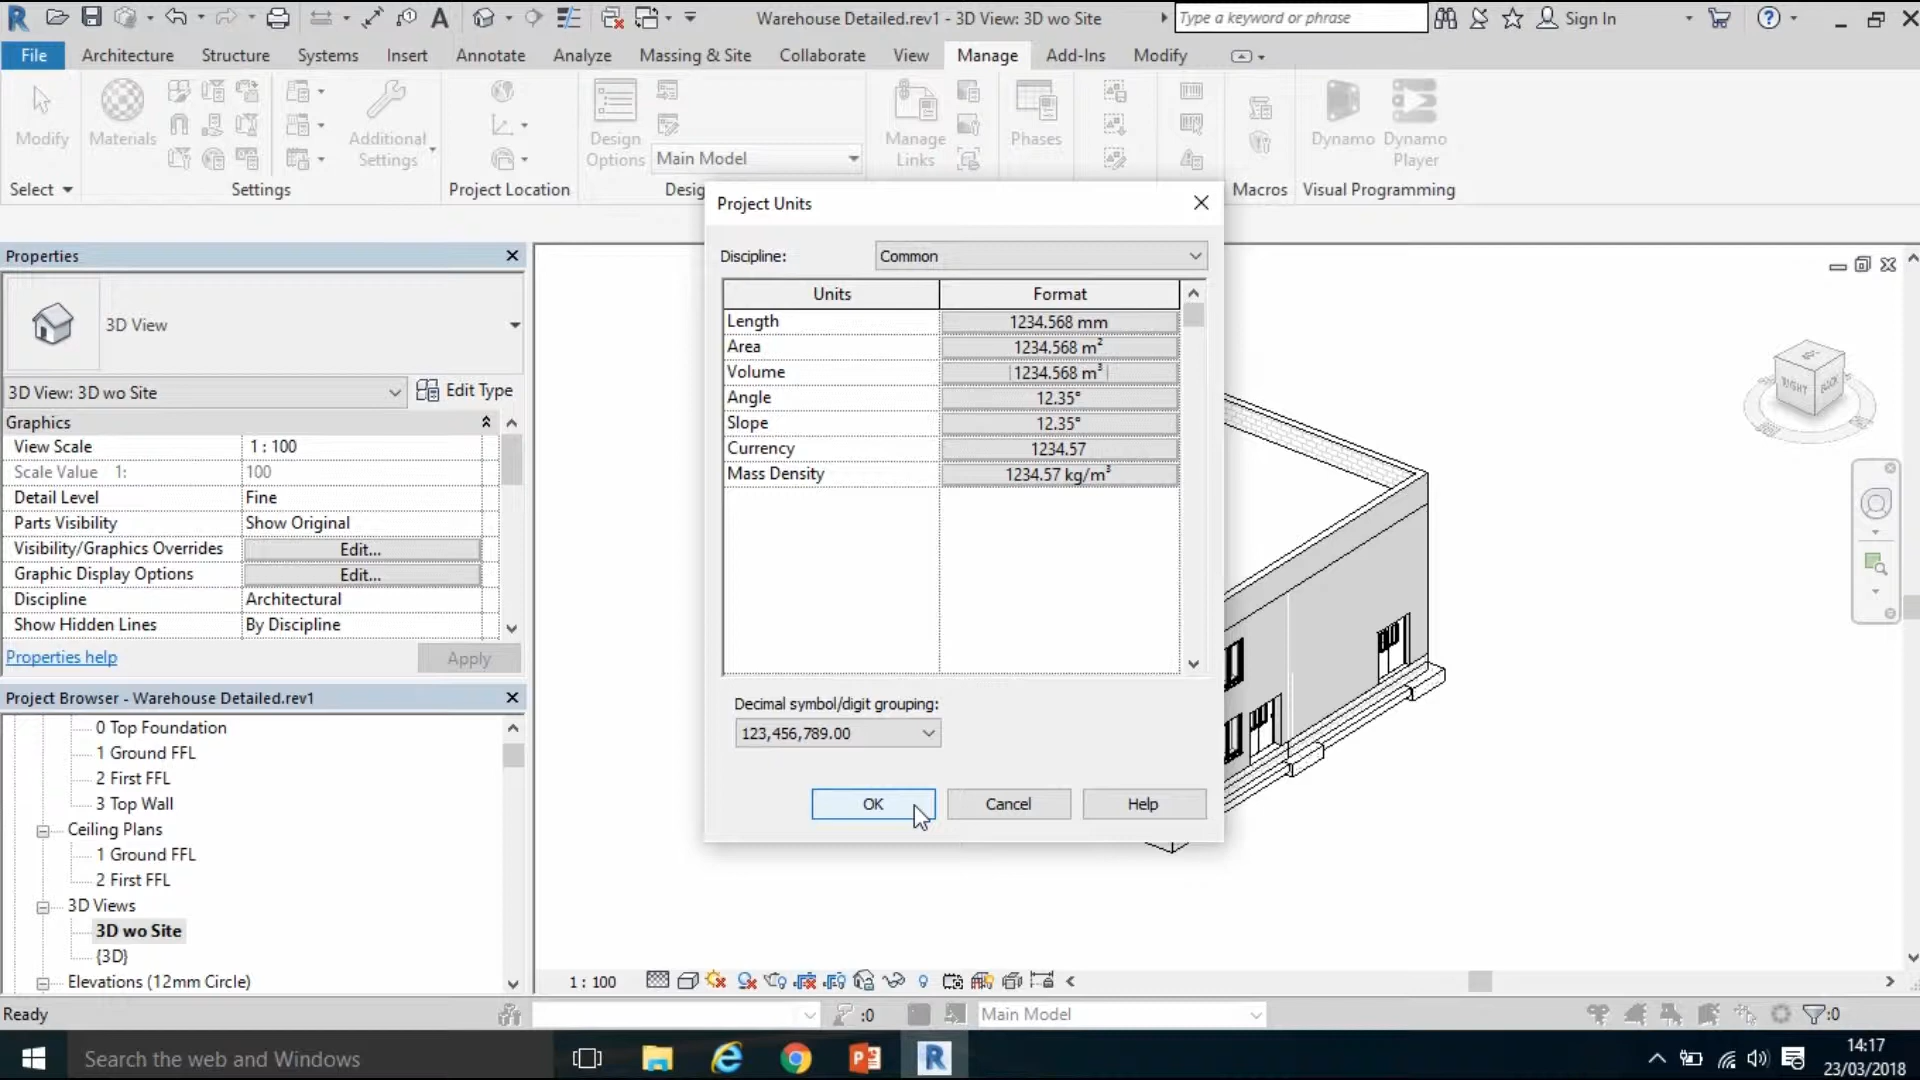 Warehouse Detailed.rev1 - 3D View: 3D wo Site
Type a keyword or phrase
Sign In
File
Architecture
Structure
Systems
Insert
Annotate
Analyze
Massing & Site
Collaborate
View
Manage
Add-Ins
Modify
Modify
Materials
Additional
Settings
Design
Options
Main Model
Manage
Links
Phases
Dynamo
Dynamo
Player
Select
Settings
Project Location
Desig
Macros
Visual Programming
Project Units
Discipline:
Common
Units
Format
Length
1234.568 mm
Area
1234.568 m²
Volume
1234.568 m³
Angle
12.35°
Slope
12.35°
Currency
1234.57
Mass Density
1234.57 kg/m³
Decimal symbol/digit grouping:
123,456,789.00
OK
Cancel
Help
Properties
3D View
3D View: 3D wo Site
Edit Type
Graphics
View Scale
1 : 100
Scale Value 1:
100
Detail Level
Fine
Parts Visibility
Show Original
Visibility/Graphics Overrides
Edit...
Graphic Display Options
Edit...
Discipline
Architectural
Show Hidden Lines
By Discipline
Properties help
Apply
Project Browser - Warehouse Detailed.rev1
0 Top Foundation
1 Ground FFL
2 First FFL
3 Top Wall
Ceiling Plans
1 Ground FFL
2 First FFL
3D Views
3D wo Site
{3D}
Elevations (12mm Circle)
RIGHT
BACK
1 : 100
Ready
:0
Main Model
:0
Search the web and Windows
14:17
23/03/2018